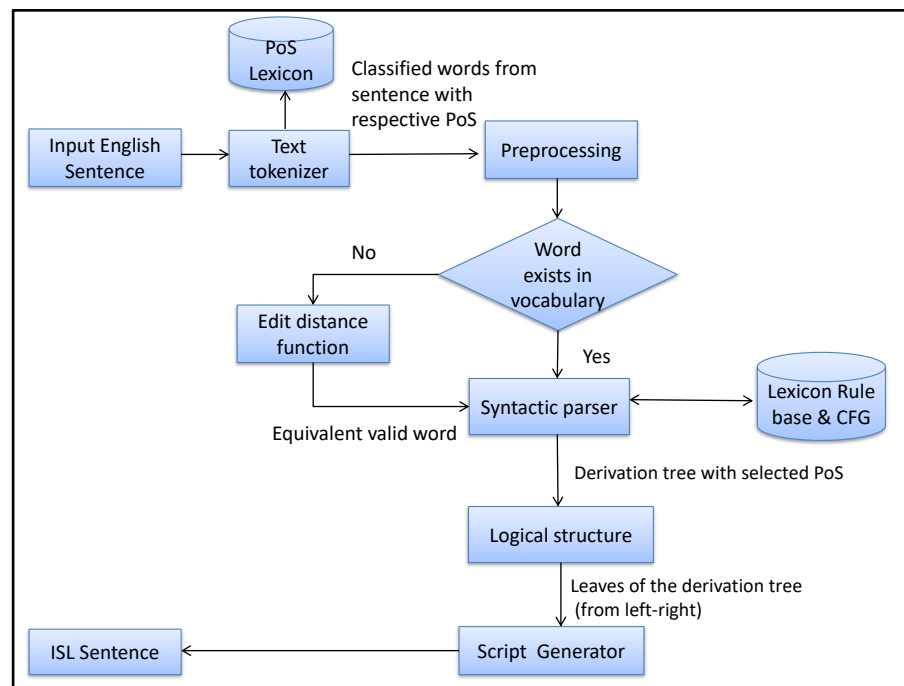 PoS
Lexicon
Classified words from
sentence with
respective PoS
Input English
Sentence
Text
tokenizer
Preprocessing
Word
exists in
vocabulary
No
Edit distance
function
Yes
Lexicon Rule
base & CFG
Syntactic parser
Equivalent valid word
Derivation tree with selected PoS
Logical structure
Leaves of the derivation tree
(from left-right)
ISL Sentence
Script Generator